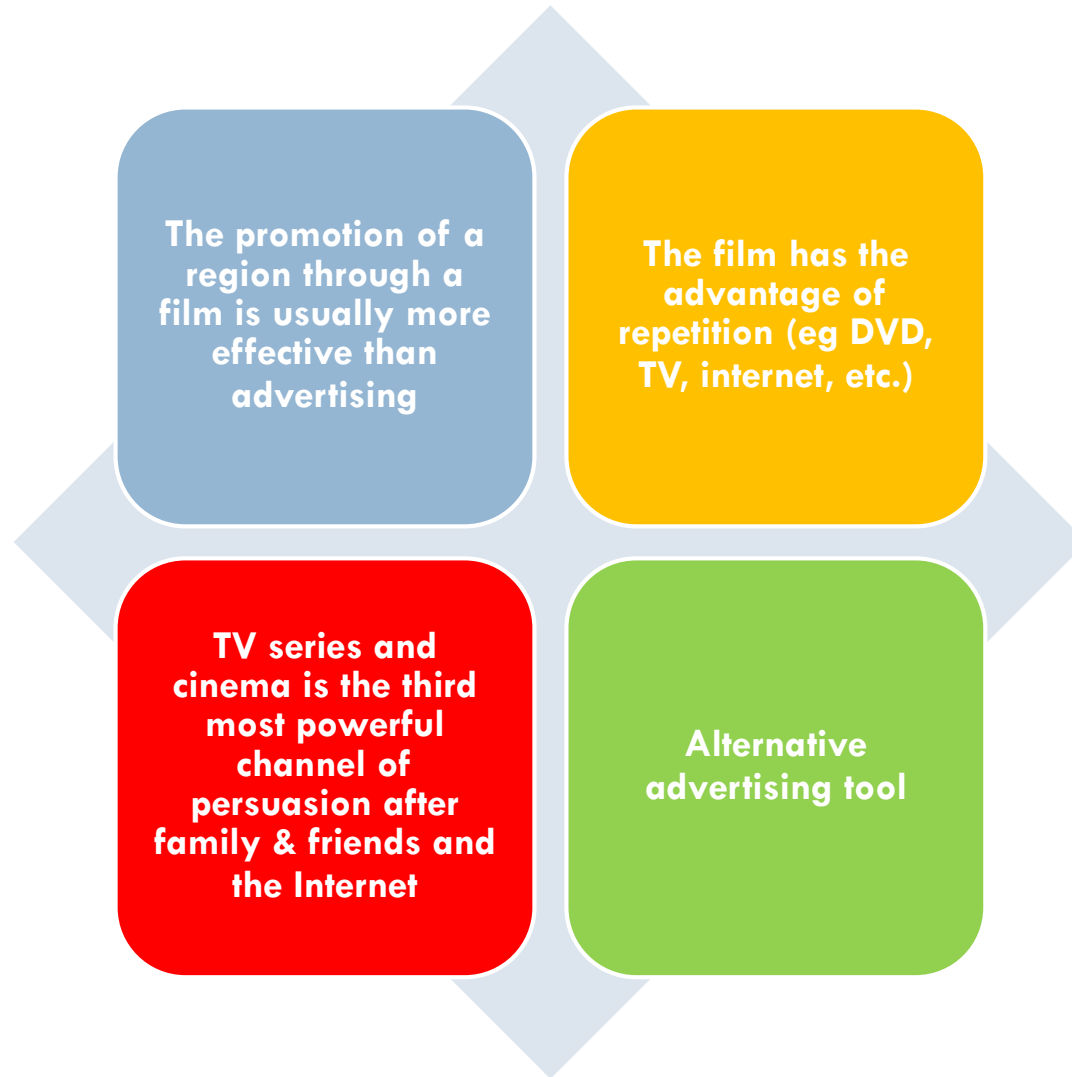 The promotion of a
region through a
film is usually more
effective than
advertising
The film has the
advantage of
repetition (eg DVD,
TV, internet, etc.)
TV series and
cinema is the third
most powerful
channel of
persuasion after
family & friends and
the Internet
Alternative
advertising tool